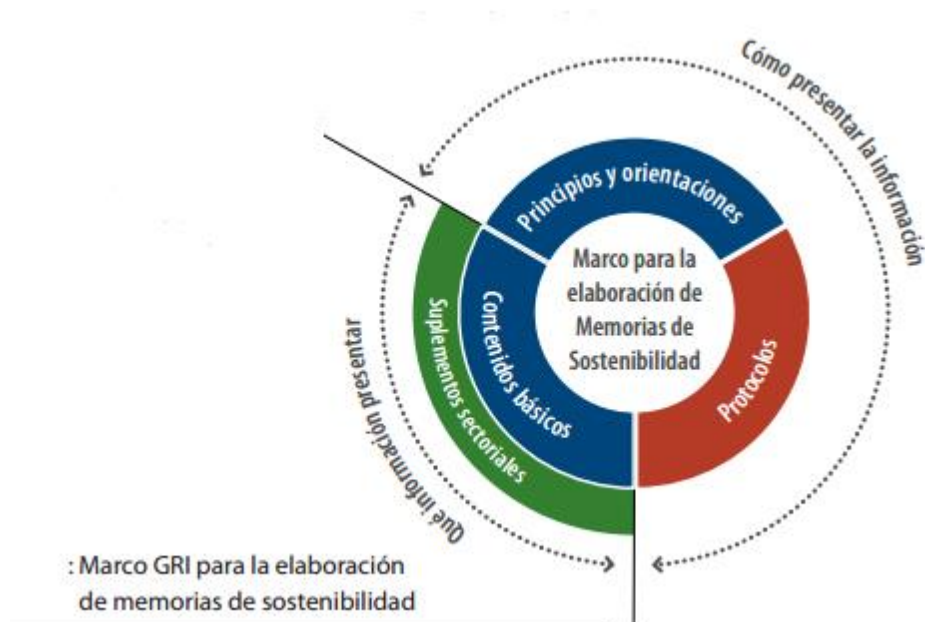 Cómo presentar la información
Principios y orientaciones
Marco para la
elaboración de
Memorias de
Sostenibilidad
Contenidos básicos
Suplementos sectoriales
Protocolos
Qué información presentar
: Marco GRI para la elaboración
de memorias de sostenibilidad